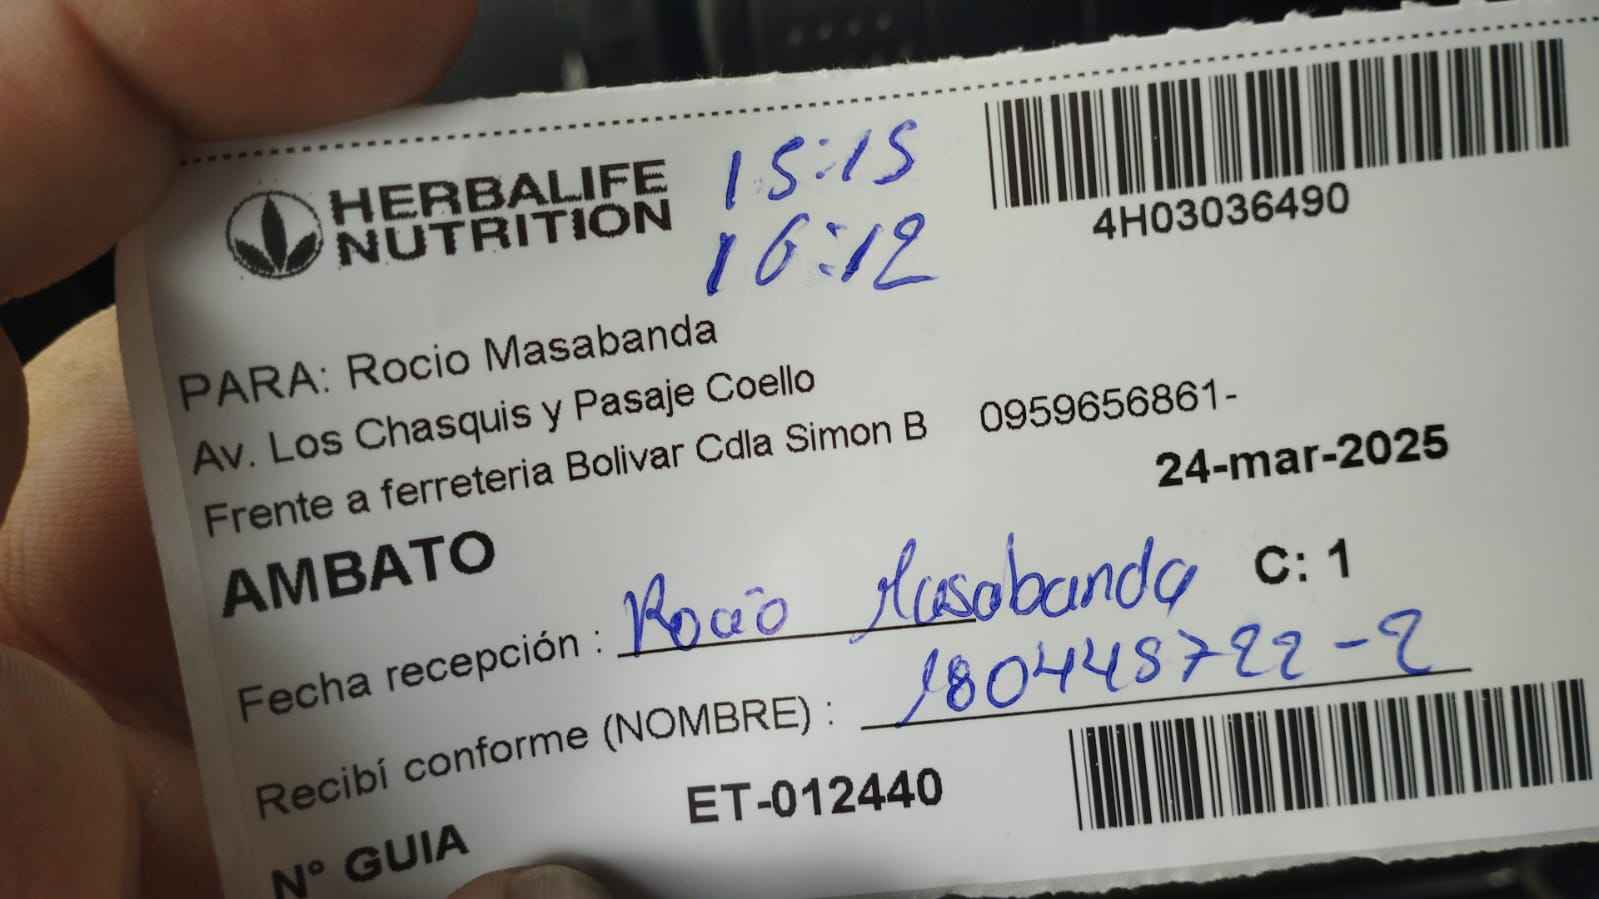 HERBALIFE
NUTRITION
15:15
16:12
4H03036490
PARA: Rocio Masabanda
Av. Los Chasquis y Pasaje Coello
Frente a ferreteria Bolivar Cdla Simon B 0959656861-
24-mar-2025
AMBATO
C: 1
Fecha recepción : Rocio Masabanda
Recibí conforme (NOMBRE) : 180448722-2
N° GUIA ET-012440